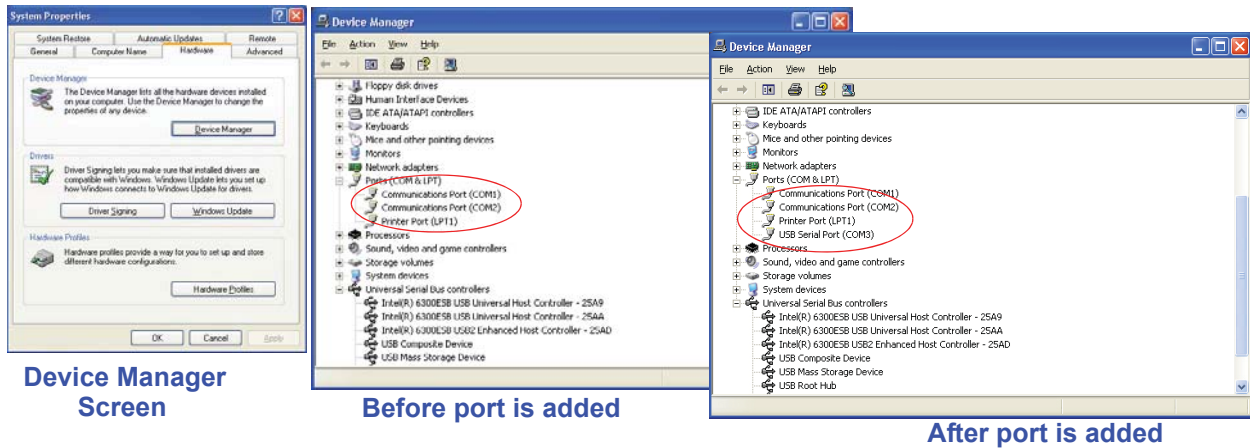 System Properties
System Restore Automatic Updates Remote
General Computer Name Hardware Advanced
Device Manager
The Device Manager lists all the hardware devices installed
on your computer. Use the Device Manager to change the
properties of any device.
Device Manager
Drivers
Driver Signing lets you make sure that installed drivers are
compatible with Windows. Windows Update lets you set up
how Windows connects to Windows Update for drivers.
Driver Signing Windows Update
Hardware Profiles
Hardware profiles provide a way for you to set up and store
different hardware configurations.
Hardware Profiles
OK Cancel Apply
Device Manager
Screen
Device Manager
File Action View Help
Floppy disk drives
Human Interface Devices
IDE ATA/ATAPI controllers
Keyboards
Mice and other pointing devices
Monitors
Network adapters
Ports (COM & LPT)
Communications Port (COM1)
Communications Port (COM2)
Printer Port (LPT1)
Processors
Sound, video and game controllers
Storage volumes
System devices
Universal Serial Bus controllers
Intel(R) 6300ESB USB Universal Host Controller - 25A9
Intel(R) 6300ESB USB Universal Host Controller - 25AA
Intel(R) 6300ESB USB2 Enhanced Host Controller - 25AD
USB Composite Device
USB Mass Storage Device
Before port is added
Device Manager
File Action View Help
IDE ATA/ATAPI controllers
Keyboards
Mice and other pointing devices
Monitors
Network adapters
Ports (COM & LPT)
Communications Port (COM1)
Communications Port (COM2)
Printer Port (LPT1)
USB Serial Port (COM3)
Processors
Sound, video and game controllers
Storage volumes
System devices
Universal Serial Bus controllers
Intel(R) 6300ESB USB Universal Host Controller - 25A9
Intel(R) 6300ESB USB Universal Host Controller - 25AA
Intel(R) 6300ESB USB2 Enhanced Host Controller - 25AD
USB Composite Device
USB Mass Storage Device
USB Root Hub
After port is added